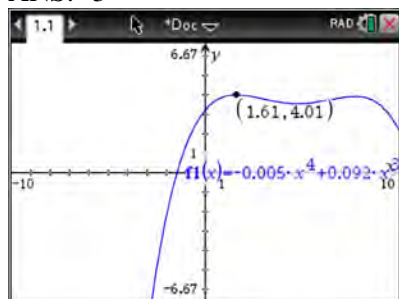 1.1 *Doc RAD
6.67 y
(1.61, 4.01)
1
f1(x)=-0.005·x^4+0.092·x^3
-10 1 10
-6.67